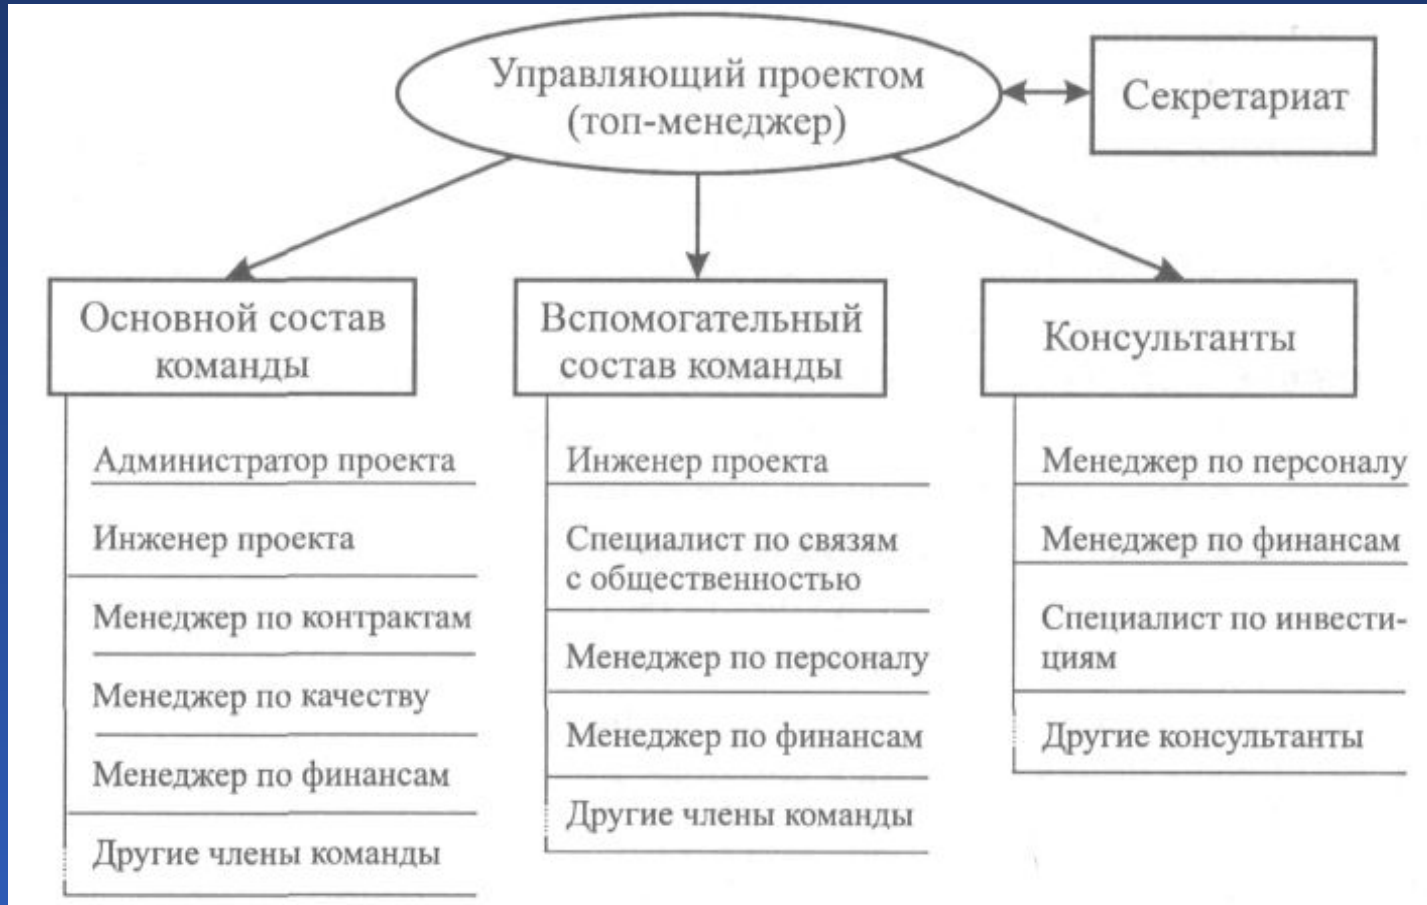 Управляющий проектом
(топ-менеджер)
Секретариат
Основной состав
команды
Администратор проекта
Инженер проекта
Менеджер по контрактам
Менеджер по качеству
Менеджер по финансам
Другие члены команды
Вспомогательный
состав команды
Инженер проекта
Специалист по связям
с общественностью
Менеджер по персоналу
Менеджер по финансам
Другие члены команды
Консультанты
Менеджер по персоналу
Менеджер по финансам
Специалист по инвести-
циям
Другие консультанты